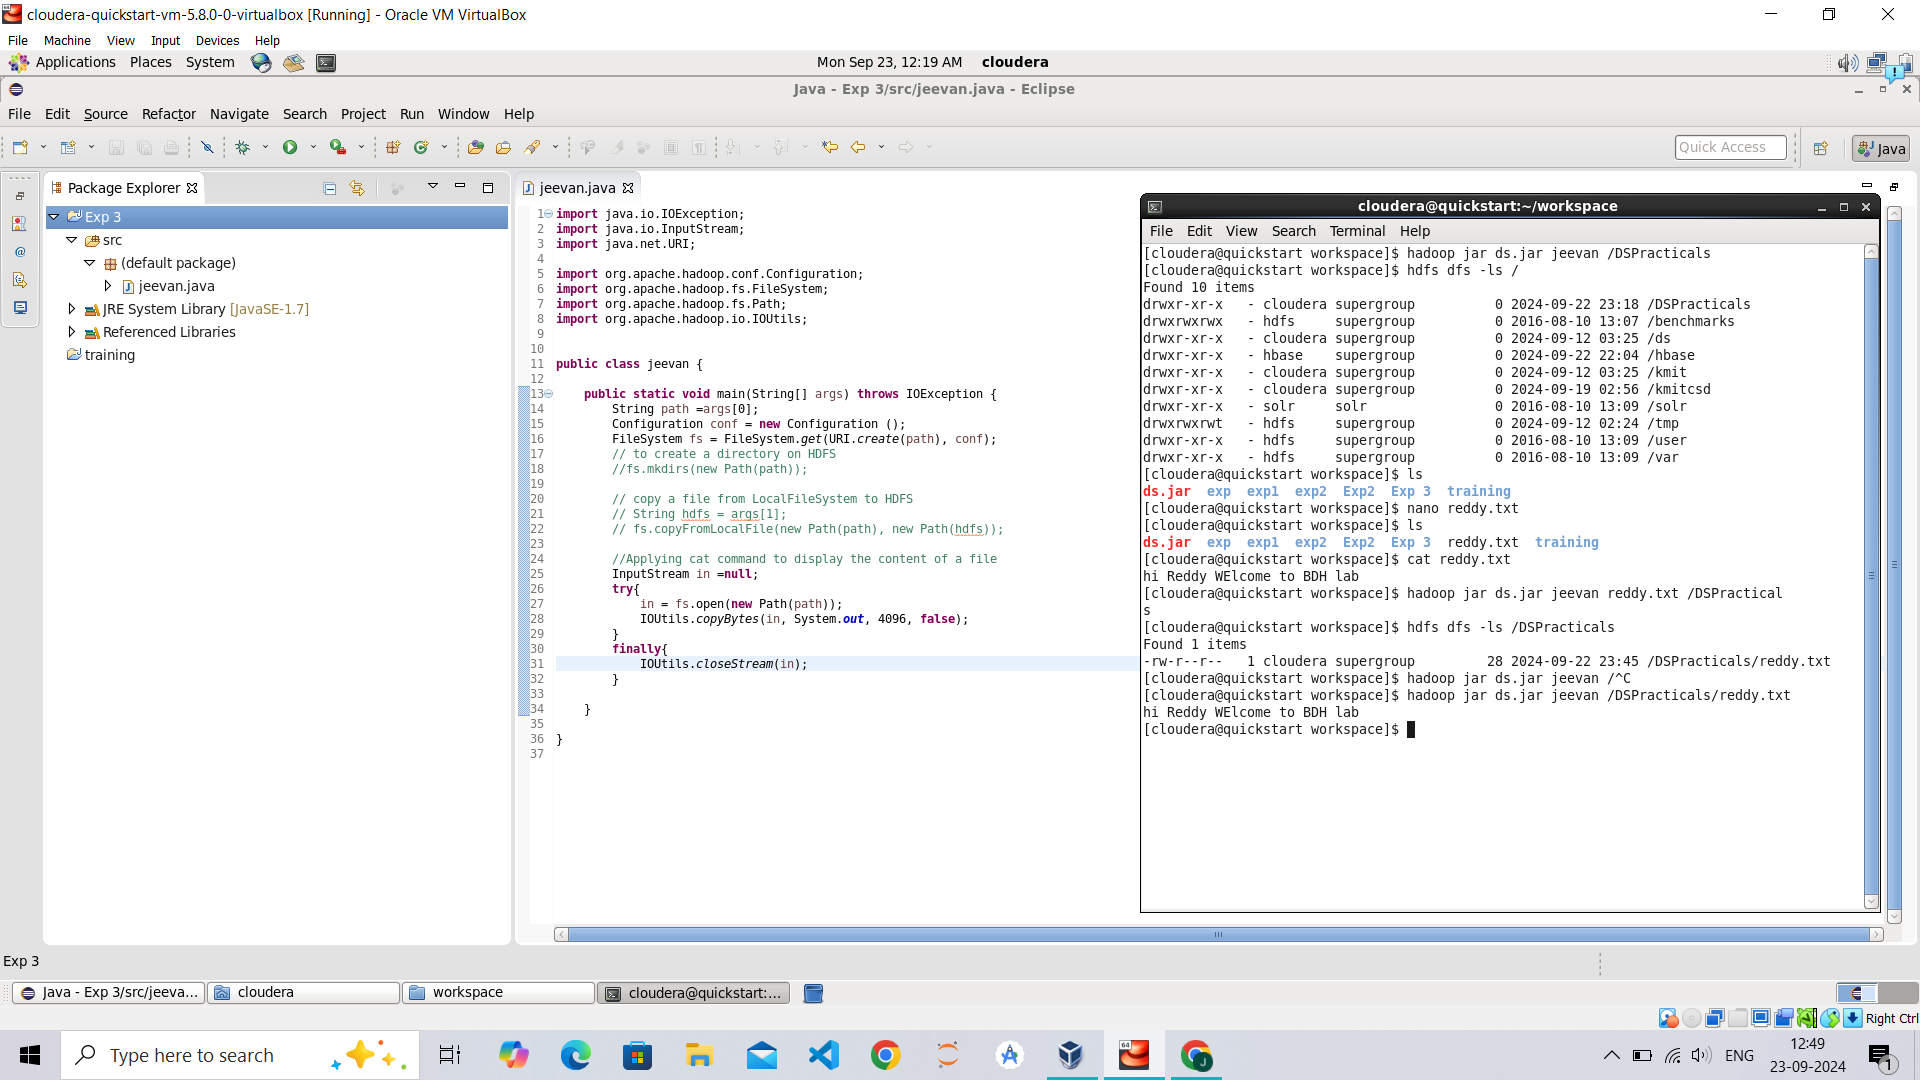 cloudera-quickstart-vm-5.8.0-0-virtualbox [Running] - Oracle VM VirtualBox
File Machine View Input Devices Help
Applications Places System
Mon Sep 23, 12:19 AM cloudera
Java - Exp 3/src/jeevan.java - Eclipse
File Edit Source Refactor Navigate Search Project Run Window Help
Quick Access
Java
Package Explorer
Exp 3
src
(default package)
jeevan.java
JRE System Library [JavaSE-1.7]
Referenced Libraries
training
jeevan.java
1 import java.io.IOException;
2 import java.io.InputStream;
3 import java.net.URI;
4
5 import org.apache.hadoop.conf.Configuration;
6 import org.apache.hadoop.fs.FileSystem;
7 import org.apache.hadoop.fs.Path;
8 import org.apache.hadoop.io.IOUtils;
9
10
11 public class jeevan {
12
13 public static void main(String[] args) throws IOException {
14 String path =args[0];
15 Configuration conf = new Configuration ();
16 FileSystem fs = FileSystem.get(URI.create(path), conf);
17 // to create a directory on HDFS
18 //fs.mkdirs(new Path(path));
19
20 // copy a file from LocalFileSystem to HDFS
21 // String hdfs = args[1];
22 // fs.copyFromLocalFile(new Path(path), new Path(hdfs));
23
24 //Applying cat command to display the content of a file
25 InputStream in =null;
26 try{
27 in = fs.open(new Path(path));
28 IOUtils.copyBytes(in, System.out, 4096, false);
29 }
30 finally{
31 IOUtils.closeStream(in);
32 }
33
34 }
35
36 }
37
cloudera@quickstart:~/workspace
File Edit View Search Terminal Help
[cloudera@quickstart workspace]$ hadoop jar ds.jar jeevan /DSPracticals
[cloudera@quickstart workspace]$ hdfs dfs -ls /
Found 10 items
drwxr-xr-x - cloudera supergroup 0 2024-09-22 23:18 /DSPracticals
drwxrwxrwx - hdfs supergroup 0 2016-08-10 13:07 /benchmarks
drwxr-xr-x - cloudera supergroup 0 2024-09-12 03:25 /ds
drwxr-xr-x - hbase supergroup 0 2024-09-22 22:04 /hbase
drwxr-xr-x - cloudera supergroup 0 2024-09-12 03:25 /kmit
drwxr-xr-x - cloudera supergroup 0 2024-09-19 02:56 /kmitcsd
drwxr-xr-x - solr solr 0 2016-08-10 13:09 /solr
drwxrwxrwt - hdfs supergroup 0 2024-09-12 02:24 /tmp
drwxr-xr-x - hdfs supergroup 0 2016-08-10 13:09 /user
drwxr-xr-x - hdfs supergroup 0 2016-08-10 13:09 /var
[cloudera@quickstart workspace]$ ls
ds.jar exp exp1 exp2 Exp2 Exp 3 training
[cloudera@quickstart workspace]$ nano reddy.txt
[cloudera@quickstart workspace]$ ls
ds.jar exp exp1 exp2 Exp2 Exp 3 reddy.txt training
[cloudera@quickstart workspace]$ cat reddy.txt
hi Reddy WElcome to BDH lab
[cloudera@quickstart workspace]$ hadoop jar ds.jar jeevan reddy.txt /DSPractical
s
[cloudera@quickstart workspace]$ hdfs dfs -ls /DSPracticals
Found 1 items
-rw-r--r-- 1 cloudera supergroup 28 2024-09-22 23:45 /DSPracticals/reddy.txt
[cloudera@quickstart workspace]$ hadoop jar ds.jar jeevan /^C
[cloudera@quickstart workspace]$ hadoop jar ds.jar jeevan /DSPracticals/reddy.txt
hi Reddy WElcome to BDH lab
[cloudera@quickstart workspace]$
Exp 3
Java - Exp 3/src/jeeva... cloudera workspace cloudera@quickstart:...
Right Ctrl
Type here to search
ENG
12:49
23-09-2024
1